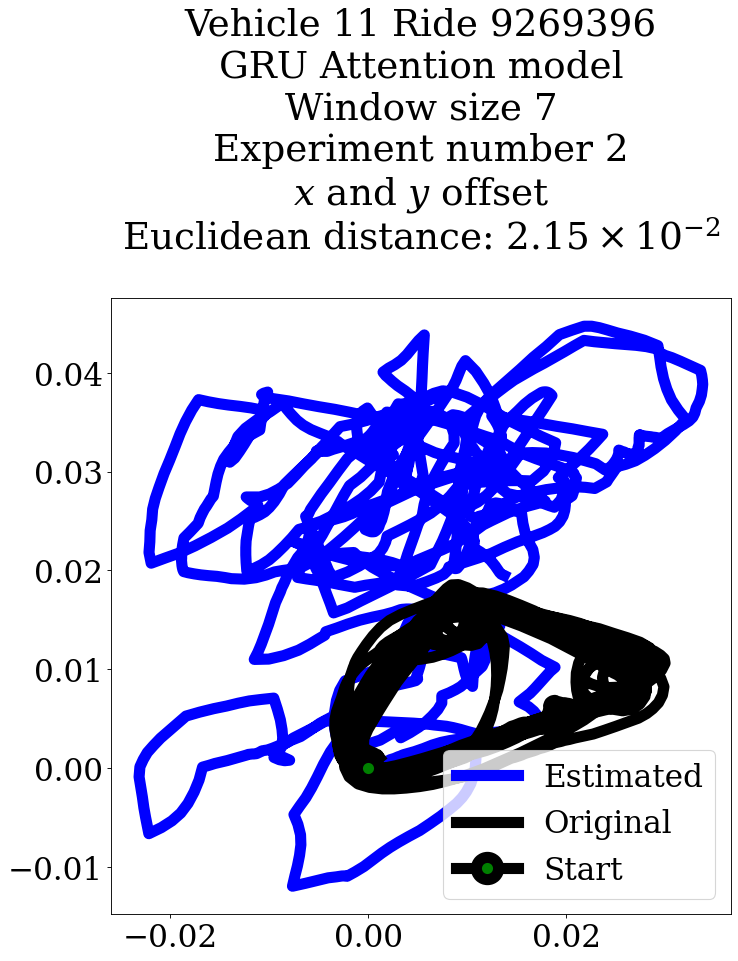 Vehicle 11 Ride 9269396
GRU Attention model
Window size 7
Experiment number 2
x and y offset
Euclidean distance: 2.15 × 10⁻²
0.04
0.03
0.02
0.01
0.00
−0.01
Estimated
Original
Start
−0.02
0.00
0.02